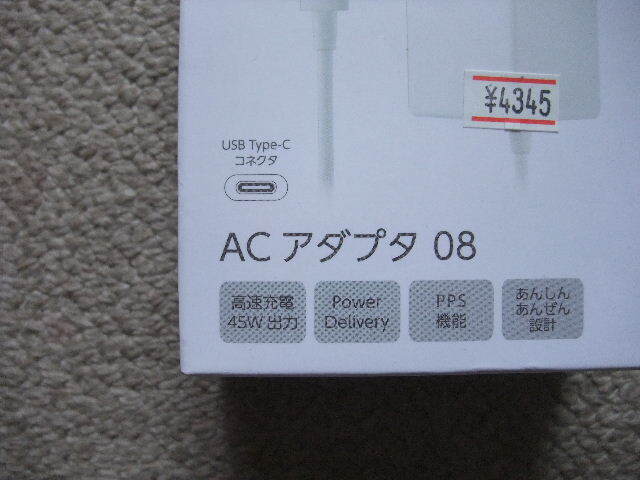 ¥4345
USB Type-C
コネクタ
AC アダプタ 08
高速充電
45W 出力
Power
Delivery
PPS
機能
あんしん
あんぜん
設計